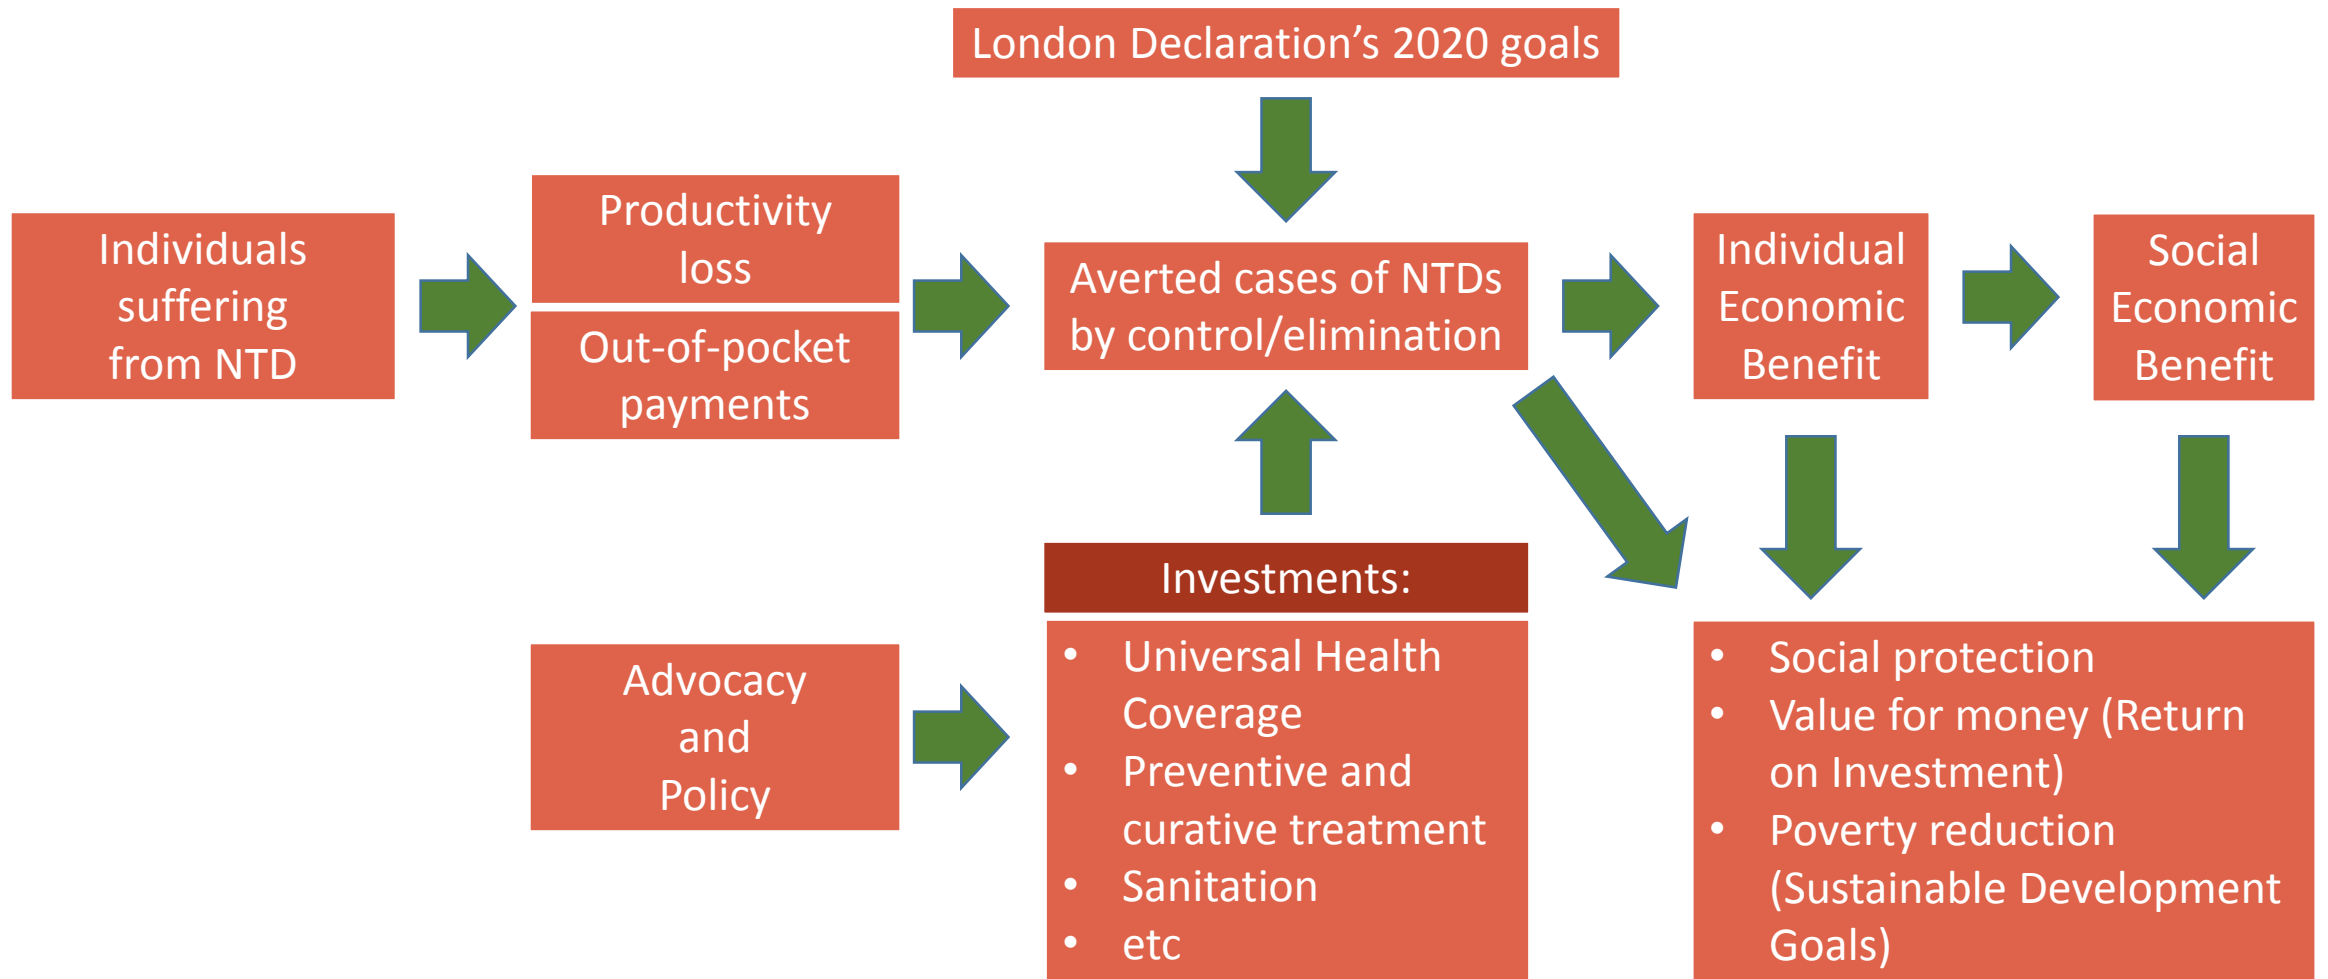 London Declaration’s 2020 goals
Individuals
suffering
from NTD
Productivity
loss
Out-of-pocket
payments
Averted cases of NTDs
by control/elimination
Individual
Economic
Benefit
Social
Economic
Benefit
Advocacy
and
Policy
Investments:
• Universal Health
Coverage
• Preventive and
curative treatment
• Sanitation
• etc
• Social protection
• Value for money (Return
on Investment)
• Poverty reduction
(Sustainable Development
Goals)